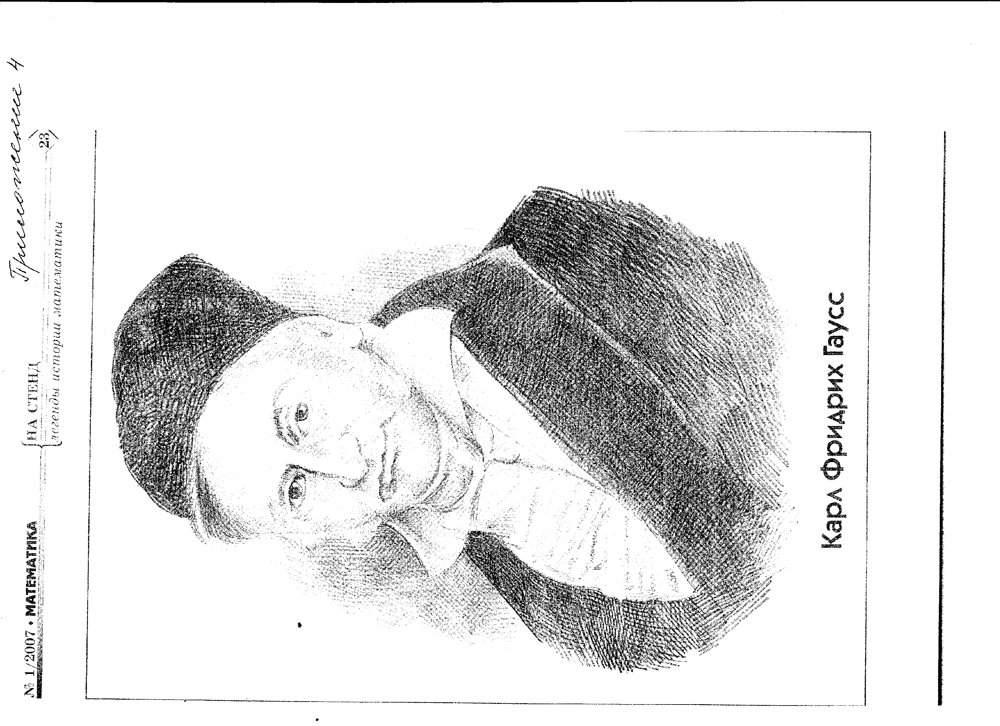 Приложение 4
№ 1/2007 • МАТЕМАТИКА
НА СТЕНД
легенды истории математики
23
Карл Фридрих Гаусс